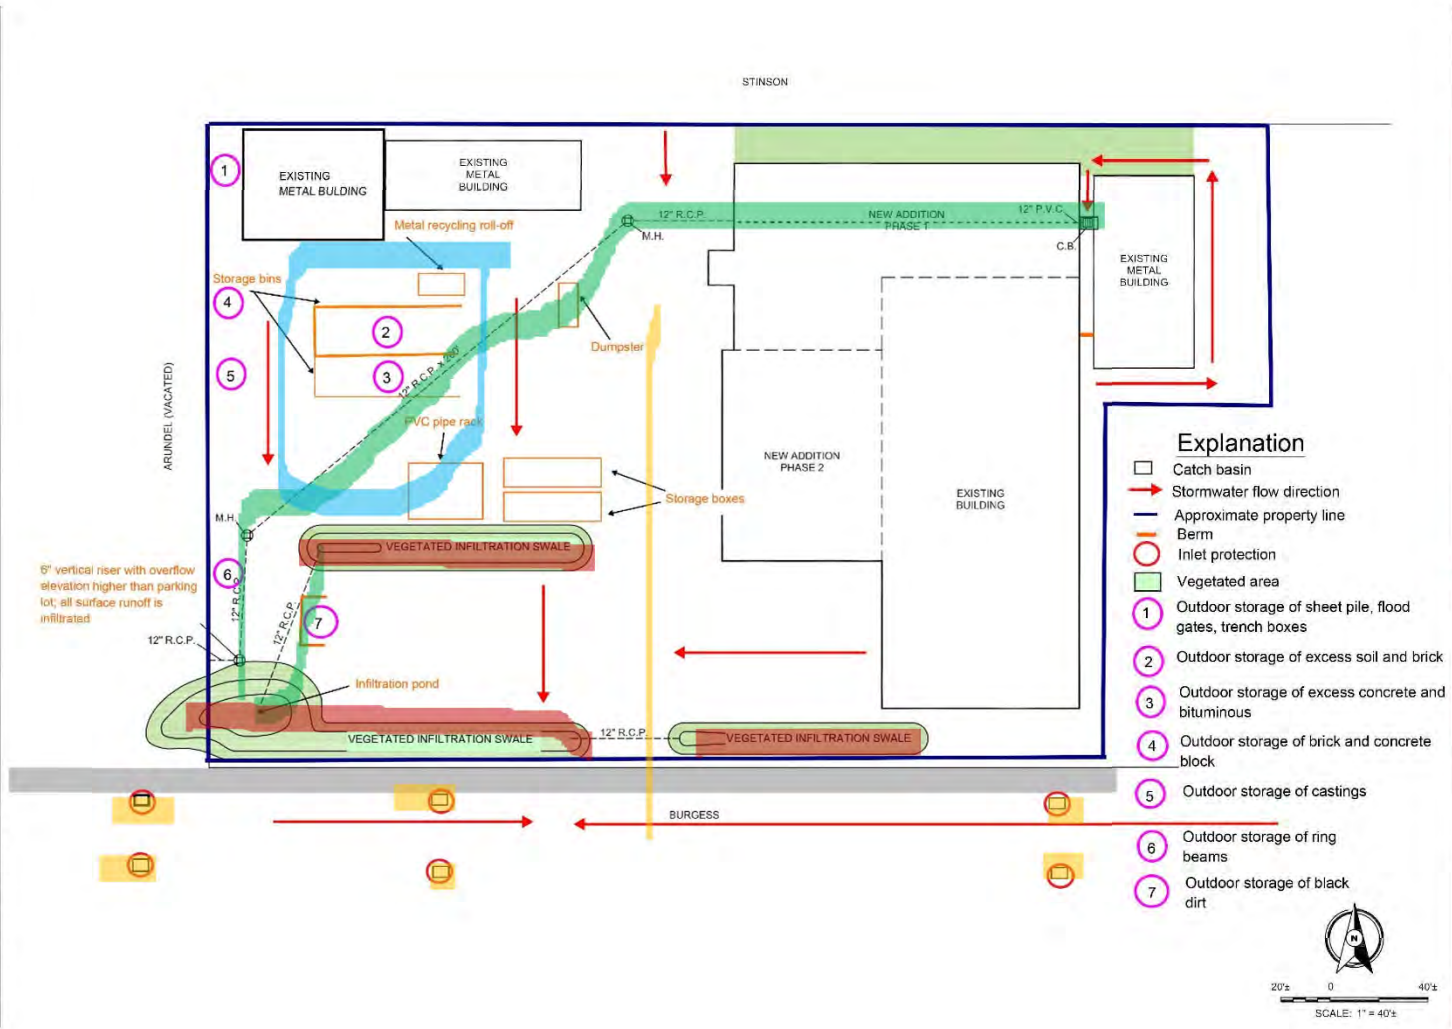 STINSON
1
EXISTING
METAL BULDING
EXISTING
METAL
BUILDING
Metal recycling roll-off
12" R.C.P.
M.H.
NEW ADDITION
PHASE 1
12" P.V.C.
C.B.
EXISTING
METAL
BUILDING
Storage bins
4
2
Dumpster
5
3
12" R.C.P. x 260'
ARUNDEL (VACATED)
PVC pipe rack
NEW ADDITION
PHASE 2
EXISTING
BUILDING
Storage boxes
M.H.
VEGETATED INFILTRATION SWALE
6" vertical riser with overflow
elevation higher than parking
lot; all surface runoff is
infiltrated
6
12" R.C.P.
12" R.C.P.
7
12" R.C.P.
Infiltration pond
VEGETATED INFILTRATION SWALE
12" R.C.P.
VEGETATED INFILTRATION SWALE
BURGESS
Explanation
Catch basin
Stormwater flow direction
Approximate property line
Berm
Inlet protection
Vegetated area
1 Outdoor storage of sheet pile, flood
gates, trench boxes
2 Outdoor storage of excess soil and brick
3 Outdoor storage of excess concrete and
bituminous
4 Outdoor storage of brick and concrete
block
5 Outdoor storage of castings
6 Outdoor storage of ring
beams
7 Outdoor storage of black
dirt
N
20'± 0 40'±
SCALE: 1" = 40'±